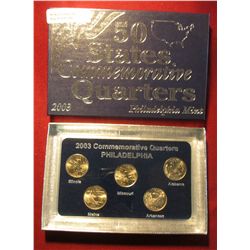 50
States
Commemorative
Quarters
2003
Philadelphia Mint
2003 Commemorative Quarters
PHILADELPHIA
Illinois
Missouri
Alabama
Maine
Arkansas